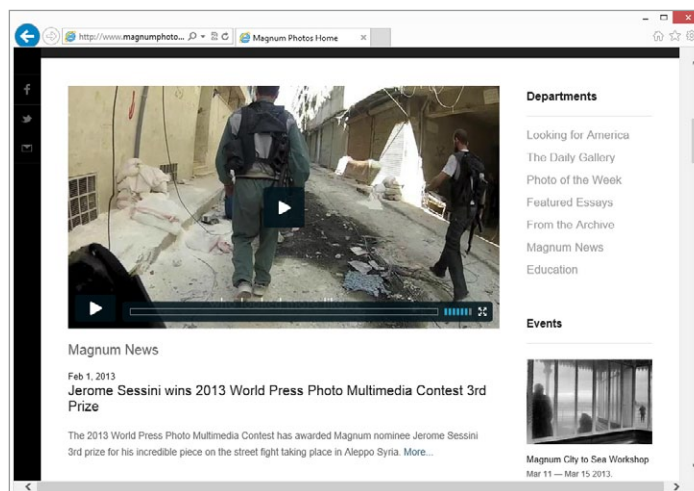 http://www.magnumphoto...
Magnum Photos Home
Departments
Looking for America
The Daily Gallery
Photo of the Week
Featured Essays
From the Archive
Magnum News
Education
Events
Magnum City to Sea Workshop
Mar 11 — Mar 15 2013.
Magnum News
Feb 1, 2013
Jerome Sessini wins 2013 World Press Photo Multimedia Contest 3rd
Prize
The 2013 World Press Photo Multimedia Contest has awarded Magnum nominee Jerome Sessini
3rd prize for his incredible piece on the street fight taking place in Aleppo Syria. More...